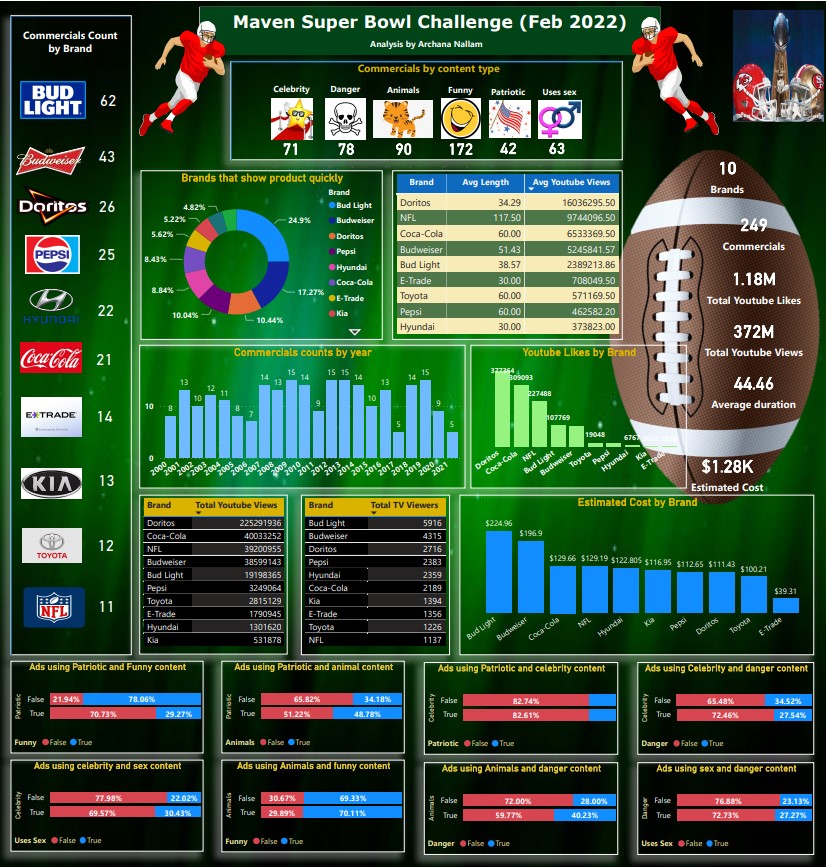 Maven Super Bowl Challenge (Feb 2022)
Analysis by Archana Nallam
Commercials Count
by Brand
BUD
LIGHT
62
Budweiser
43
Doritos
26
PEPSI
25
HYUNDAI
22
Coca-Cola
21
E*TRADE
14
KIA
13
TOYOTA
12
NFL
11
Commercials by content type
Celebrity Danger Animals Funny Patriotic Uses sex
71 78 90 172 42 63
10
Brands
249
Commercials
1.18M
Total Youtube Likes
372M
Total Youtube Views
44.46
Average duration
$1.28K
Estimated Cost
Brands that show product quickly
Brand
Bud Light
Budweiser
Doritos
Pepsi
Hyundai
Coca-Cola
E-Trade
Kia
24.9%
17.27%
10.44%
10.04%
8.84%
8.43%
5.62%
5.22%
4.82%
Brand Avg Length Avg Youtube Views
Doritos 34.29 16036295.50
NFL 117.50 9744096.50
Coca-Cola 60.00 6533369.50
Budweiser 51.43 5245841.57
Bud Light 38.57 2389213.86
E-Trade 30.00 708049.50
Toyota 60.00 571169.50
Pepsi 60.00 462582.20
Hyundai 30.00 373823.00
Commercials counts by year
10
0
8 13 10 12 11 8 7 14 13 15 14 9 15 15 14 10 13 5 14 15 9 5
2000 2001 2002 2003 2004 2005 2006 2007 2008 2009 2010 2011 2012 2013 2014 2015 2016 2017 2018 2019 2020 2021
Youtube Likes by Brand
377364 309093 227488 107769 19048 6767
Doritos Coca-Cola NFL Bud Light Budweiser Toyota Pepsi Hyundai Kia E-Trade
Brand Total Youtube Views
Doritos 225291936
Coca-Cola 40033252
NFL 39200955
Budweiser 38599143
Bud Light 19198365
Pepsi 3249064
Toyota 2815129
E-Trade 1790945
Hyundai 1301620
Kia 531878
Brand Total TV Viewers
Bud Light 5916
Budweiser 4315
Doritos 2716
Pepsi 2383
Hyundai 2359
Coca-Cola 2189
Kia 1394
E-Trade 1356
Toyota 1226
NFL 1137
Estimated Cost by Brand
$224.96 $196.9 $129.66 $129.19 $122.805 $116.95 $112.65 $111.43 $100.21 $39.31
Bud Light Budweiser Coca-Cola NFL Hyundai Kia Pepsi Doritos Toyota E-Trade
Ads using Patriotic and Funny content
Patriotic
False 21.94% 78.06%
True 70.73% 29.27%
Funny False True
Ads using Patriotic and animal content
Patriotic
False 65.82% 34.18%
True 51.22% 48.78%
Animals False True
Ads using Patriotic and celebrity content
Celebrity
False 82.74%
True 82.61%
Patriotic False True
Ads using Celebrity and danger content
Celebrity
False 65.48% 34.52%
True 72.46% 27.54%
Danger False True
Ads using celebrity and sex content
Celebrity
False 77.98% 22.02%
True 69.57% 30.43%
Uses Sex False True
Ads using Animals and funny content
Animals
False 30.67% 69.33%
True 29.89% 70.11%
Funny False True
Ads using Animals and danger content
Animals
False 72.00% 28.00%
True 59.77% 40.23%
Danger False True
Ads using sex and danger content
Danger
False 76.88% 23.13%
True 72.73% 27.27%
Uses Sex False True